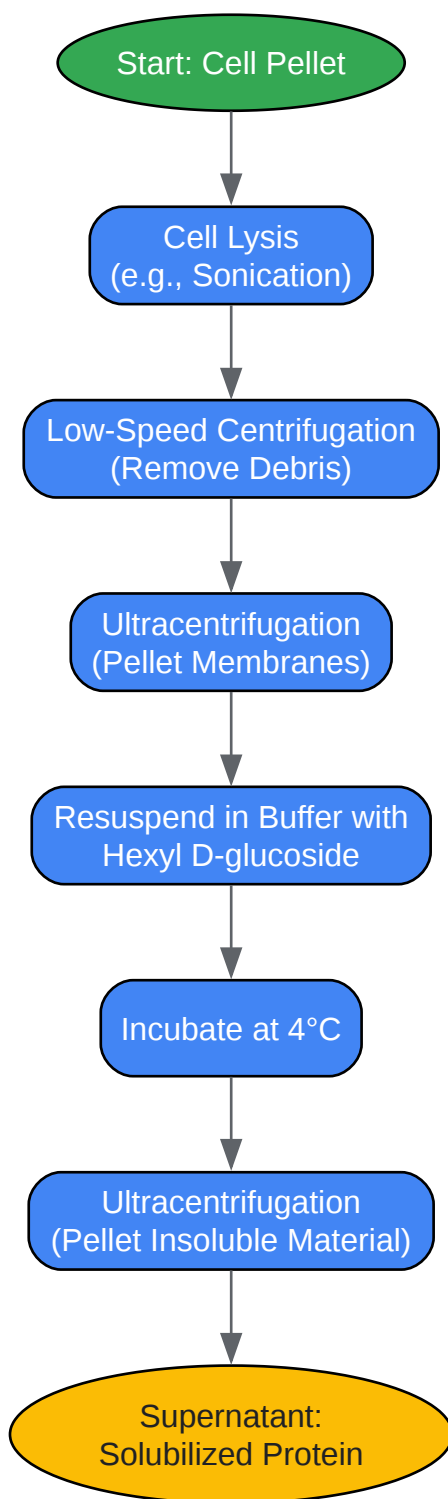 Start: Cell Pellet
Cell Lysis
(e.g., Sonication)
Low-Speed Centrifugation
(Remove Debris)
Ultracentrifugation
(Pellet Membranes)
Resuspend in Buffer with
Hexyl D-glucoside
Incubate at 4°C
Ultracentrifugation
(Pellet Insoluble Material)
Supernatant:
Solubilized Protein